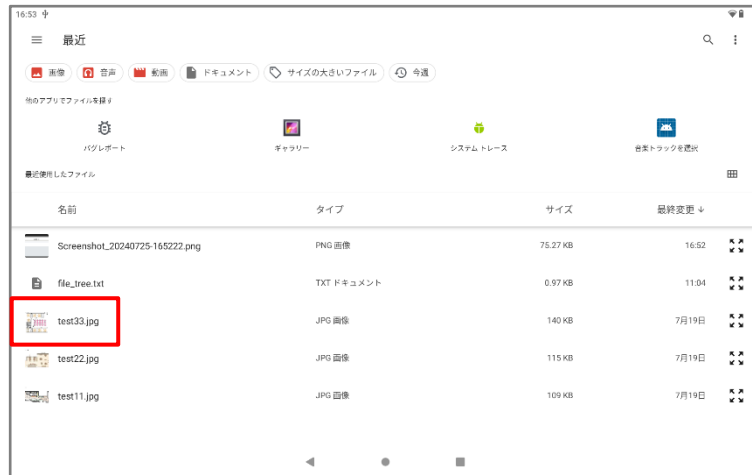 16:53
最近
画像 音声 動画 ドキュメント サイズの大きいファイル 今週
他のアプリでファイルを探す
バグレポート ギャラリー システム トレース 音楽トラックを選択
最近使用したファイル
名前 タイプ サイズ 最終変更
Screenshot_20240725-165222.png PNG 画像 75.27 KB 16:52
file_tree.txt TXT ドキュメント 0.97 KB 11:04
test33.jpg JPG 画像 140 KB 7月19日
test22.jpg JPG 画像 115 KB 7月19日
test11.jpg JPG 画像 109 KB 7月19日